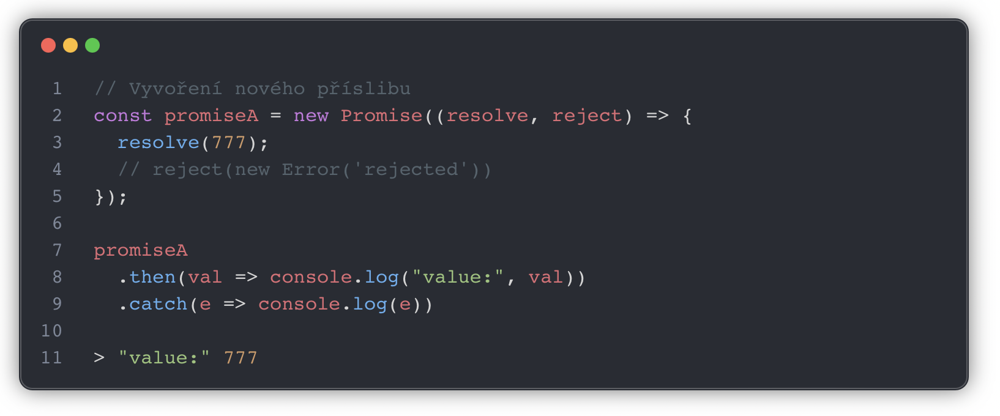 1 // Vyvoření nového příslibu
2 const promiseA = new Promise((resolve, reject) => {
3   resolve(777);
4   // reject(new Error('rejected'))
5 });
6
7 promiseA
8   .then(val => console.log("value:", val))
9   .catch(e => console.log(e))
10
11 > "value:" 777